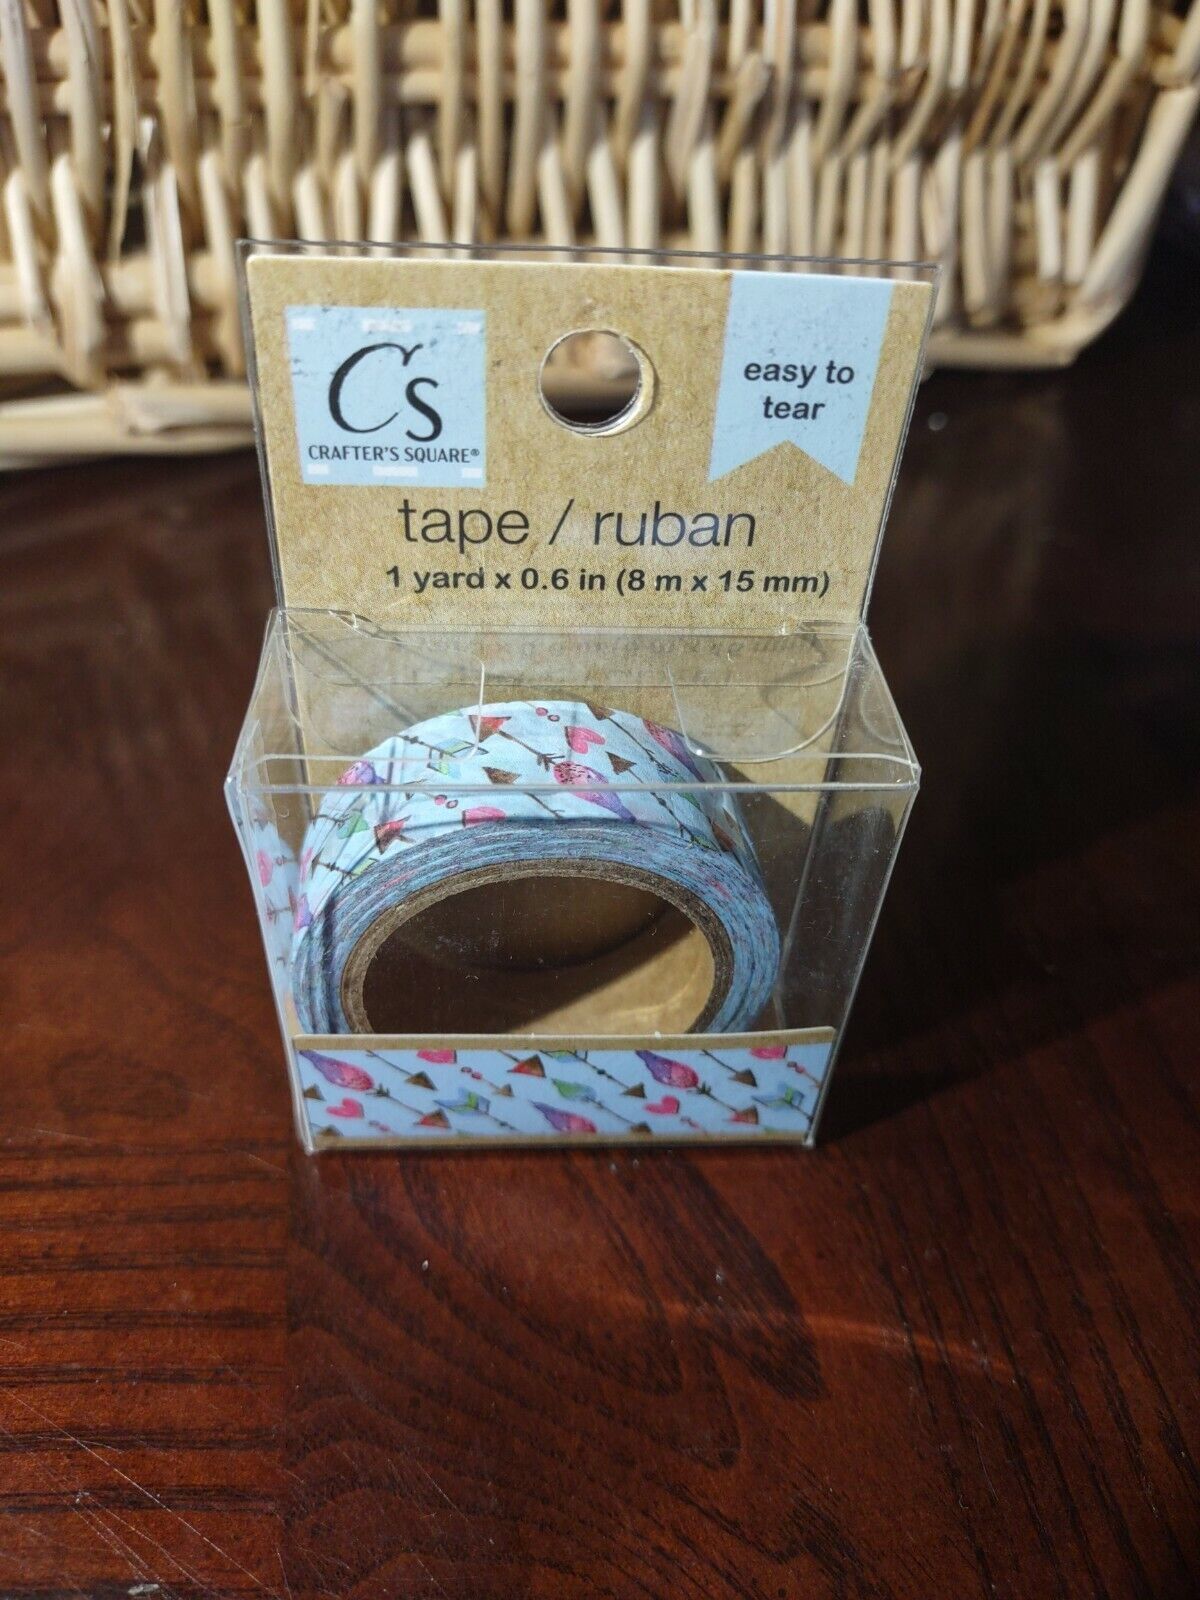 Cs
CRAFTER'S SQUARE®
easy to
tear
tape / ruban
1 yard x 0.6 in (8 m x 15 mm)